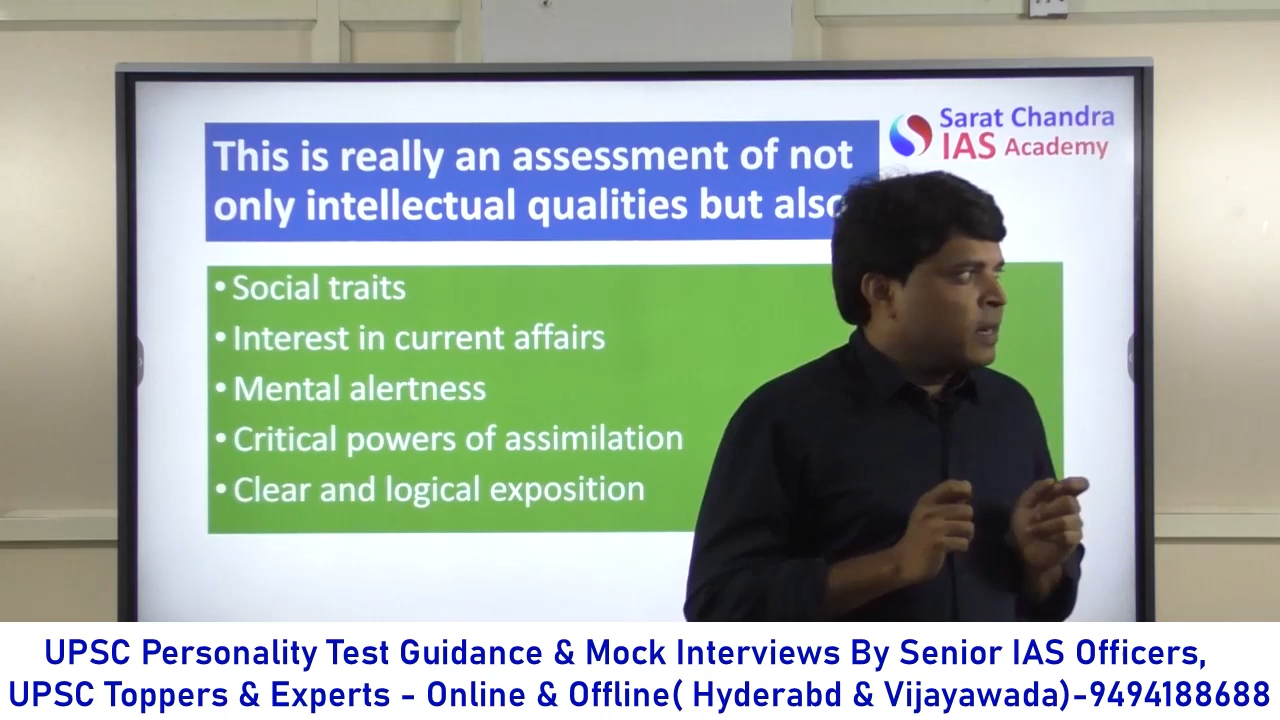 Sarat Chandra
IAS Academy
This is really an assessment of not
only intellectual qualities but also
• Social traits
• Interest in current affairs
• Mental alertness
• Critical powers of assimilation
• Clear and logical exposition
UPSC Personality Test Guidance & Mock Interviews By Senior IAS Officers,
UPSC Toppers & Experts - Online & Offline( Hyderabd & Vijayawada)-9494188688